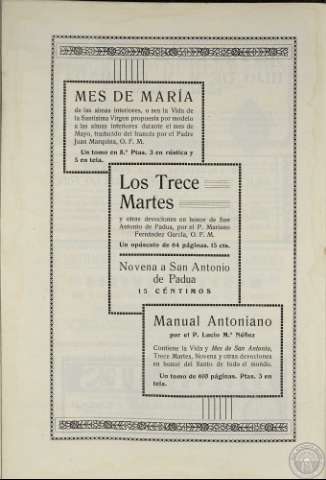 MES DE MARÍA
de las almas interiores, o sea la Vida de
la Santísima Virgen propuesta por modelo
a las almas interiores durante el mes de
Mayo, traducido del francés por el Padre
Juan Marquina, O. F. M.
Un tomo en 8.º Ptas. 3 en rústica y
5 en tela.
Los Trece
Martes
y otras devociones en honor de San
Antonio de Padua, por el P. Mariano
Fernández García, O. F. M.
Un opúsculo de 64 páginas. 15 cts.
Novena a San Antonio
de Padua
15 CÉNTIMOS
Manual Antoniano
por el P. Lucio M.ª Núñez
Contiene la Vida y Mes de San Antonio,
Trece Martes, Novena y otras devociones
en honor del Santo de todo el mundo.
Un tomo de 608 páginas. Ptas. 3 en
tela.